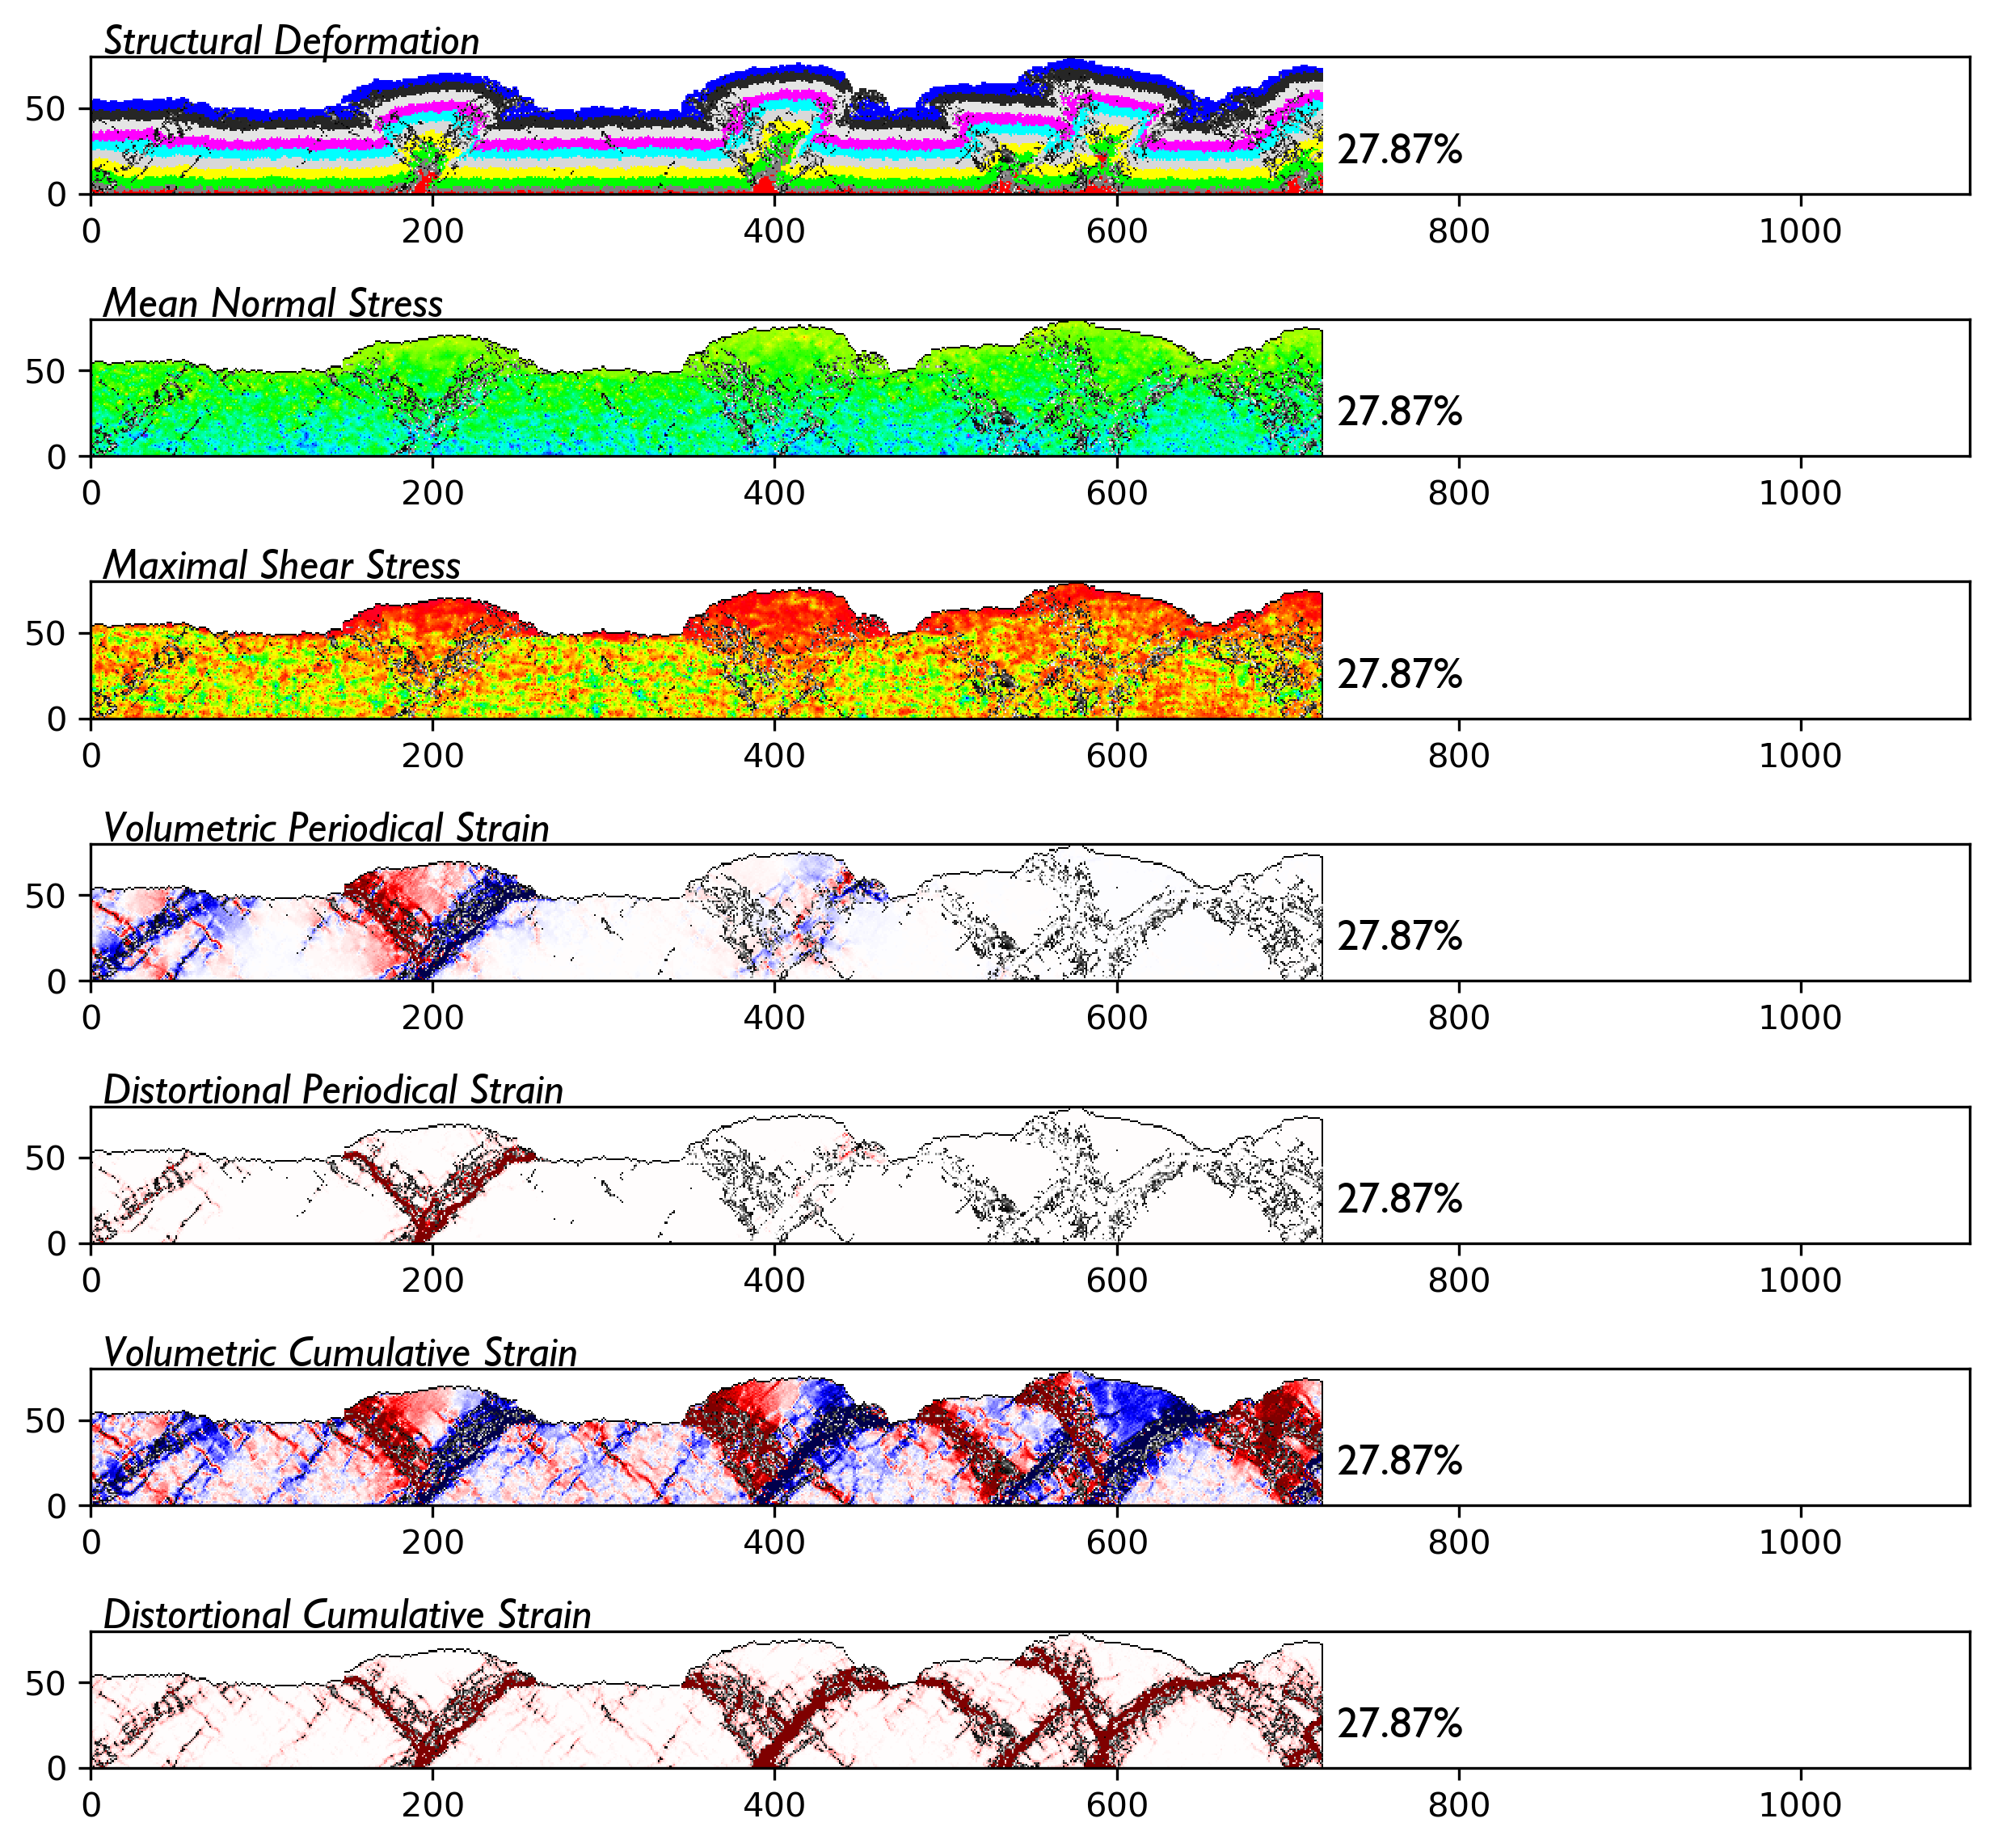 Structural Deformation
50
0
27.87%
0 200 400 600 800 1000
Mean Normal Stress
50
0
27.87%
0 200 400 600 800 1000
Maximal Shear Stress
50
0
27.87%
0 200 400 600 800 1000
Volumetric Periodical Strain
50
0
27.87%
0 200 400 600 800 1000
Distortional Periodical Strain
50
0
27.87%
0 200 400 600 800 1000
Volumetric Cumulative Strain
50
0
27.87%
0 200 400 600 800 1000
Distortional Cumulative Strain
50
0
27.87%
0 200 400 600 800 1000